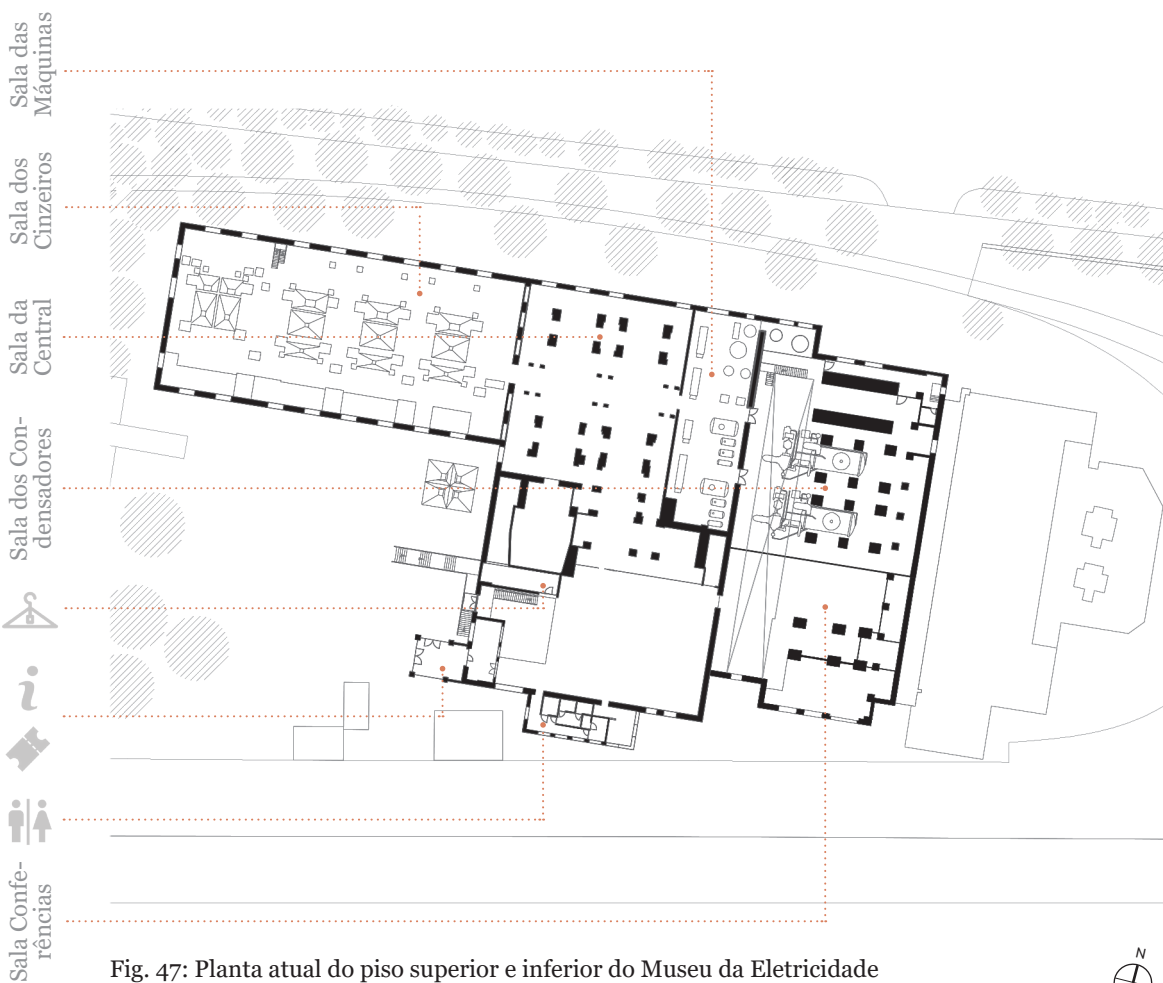 Sala das
Máquinas
Sala dos
Cinzeiros
Sala da
Central
Sala dos Con-
densadores
i
Sala Confe-
rências
Fig. 47: Planta atual do piso superior e inferior do Museu da Eletricidade
N